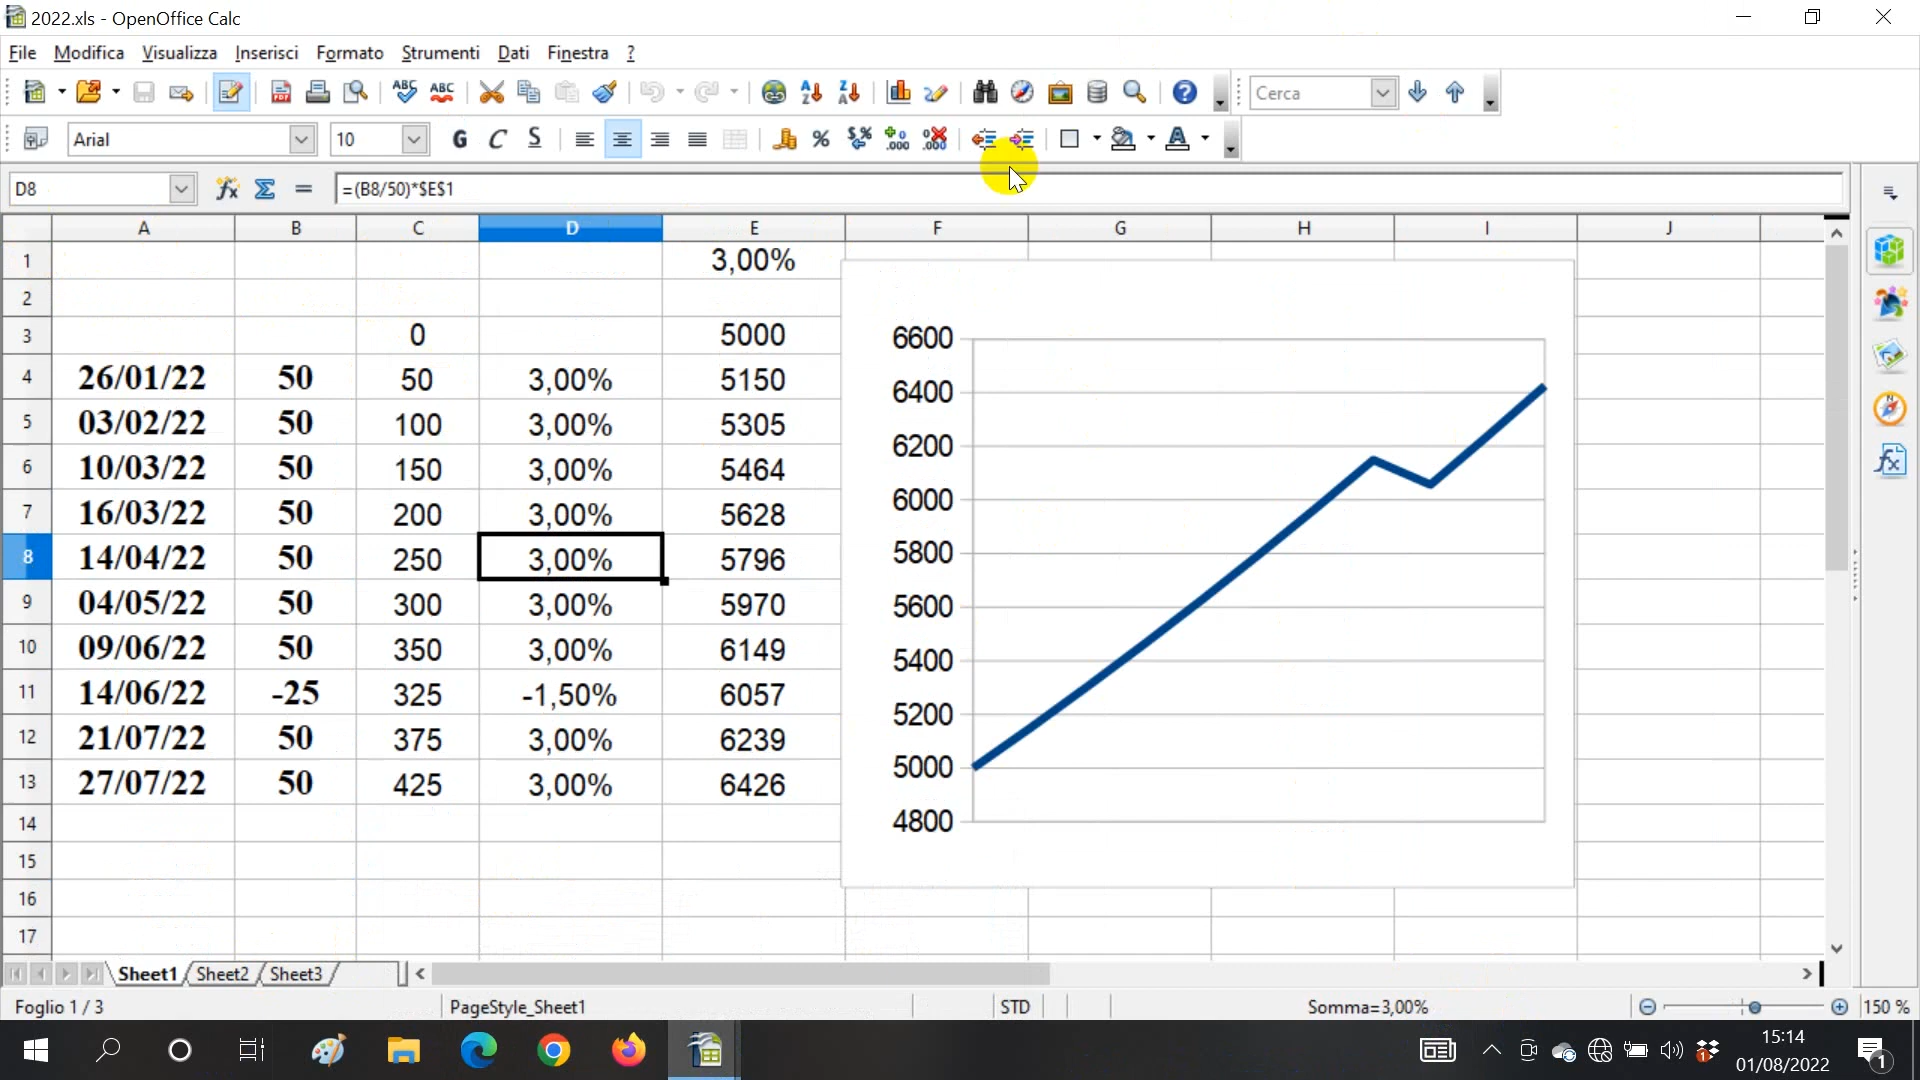 2022.xls - OpenOffice Calc
File Modifica Visualizza Inserisci Formato Strumenti Dati Finestra ?
Cerca
Arial 10 G C S
D8 =(B8/50)*$E$1
A B C D E F G H I J
1 3,00%
2
3 0 5000
4 26/01/22 50 50 3,00% 5150
5 03/02/22 50 100 3,00% 5305
6 10/03/22 50 150 3,00% 5464
7 16/03/22 50 200 3,00% 5628
8 14/04/22 50 250 3,00% 5796
9 04/05/22 50 300 3,00% 5970
10 09/06/22 50 350 3,00% 6149
11 14/06/22 -25 325 -1,50% 6057
12 21/07/22 50 375 3,00% 6239
13 27/07/22 50 425 3,00% 6426
14
15
16
17
6600
6400
6200
6000
5800
5600
5400
5200
5000
4800
Sheet1 Sheet2 Sheet3
Foglio 1 / 3 PageStyle_Sheet1 STD Somma=3,00% 150 %
15:14
01/08/2022
1